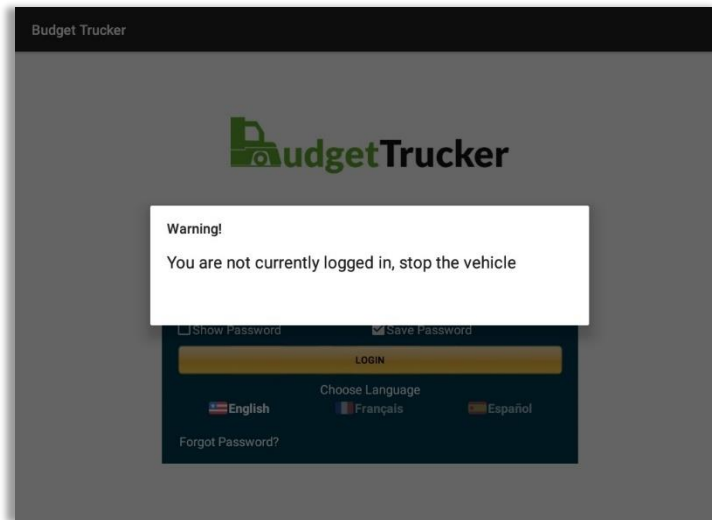 Budget Trucker
BudgetTrucker
Warning!
You are not currently logged in, stop the vehicle
Show Password Save Password
LOGIN
Choose Language
English Français Español
Forgot Password?